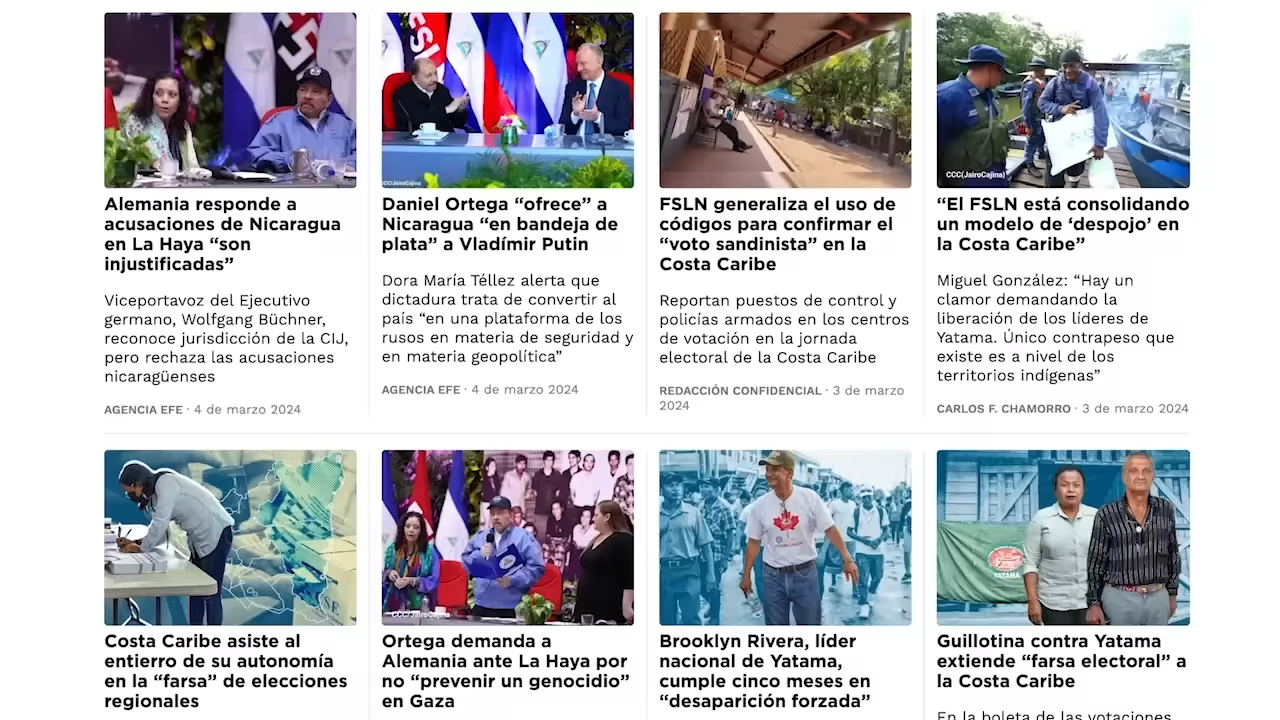 CCC(JairoCajina)
CCC(JairoCajina)
Alemania responde a
acusaciones de Nicaragua
en La Haya “son
injustificadas”
Viceportavoz del Ejecutivo
germano, Wolfgang Büchner,
reconoce jurisdicción de la CIJ,
pero rechaza las acusaciones
nicaragüenses
AGENCIA EFE · 4 de marzo 2024
Daniel Ortega “ofrece” a
Nicaragua “en bandeja de
plata” a Vladímir Putin
Dora María Téllez alerta que
dictadura trata de convertir al
país “en una plataforma de los
rusos en materia de seguridad y
en materia geopolítica”
AGENCIA EFE · 4 de marzo 2024
FSLN generaliza el uso de
códigos para confirmar el
“voto sandinista” en la
Costa Caribe
Reportan puestos de control y
policías armados en los centros
de votación en la jornada
electoral de la Costa Caribe
REDACCIÓN CONFIDENCIAL · 3 de marzo
2024
“El FSLN está consolidando
un modelo de ‘despojo’ en
la Costa Caribe”
Miguel González: “Hay un
clamor demandando la
liberación de los líderes de
Yatama. Único contrapeso que
existe es a nivel de los
territorios indígenas”
CARLOS F. CHAMORRO · 3 de marzo 2024
CCC(JairoCajina)
YATAMA
Costa Caribe asiste al
entierro de su autonomía
en la “farsa” de elecciones
regionales
Ortega demanda a
Alemania ante La Haya por
no “prevenir un genocidio”
en Gaza
Brooklyn Rivera, líder
nacional de Yatama,
cumple cinco meses en
“desaparición forzada”
Guillotina contra Yatama
extiende “farsa electoral” a
la Costa Caribe
En la boleta de las votaciones